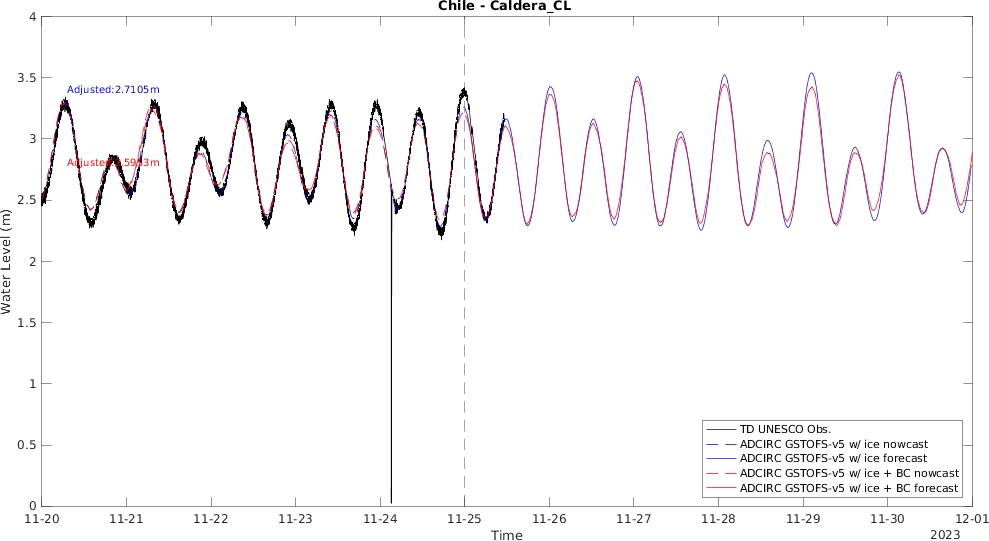 Chile - Caldera_CL
4
3.5
3
2.5
2
1.5
1
0.5
0
Water Level (m)
Adjusted:2.7105m
TD UNESCO Obs.
ADCIRC GSTOFS-v5 w/ ice nowcast
ADCIRC GSTOFS-v5 w/ ice forecast
ADCIRC GSTOFS-v5 w/ ice + BC nowcast
ADCIRC GSTOFS-v5 w/ ice + BC forecast
11-20 11-21 11-22 11-23 11-24 11-25 11-26 11-27 11-28 11-29 11-30 12-01
Time
2023